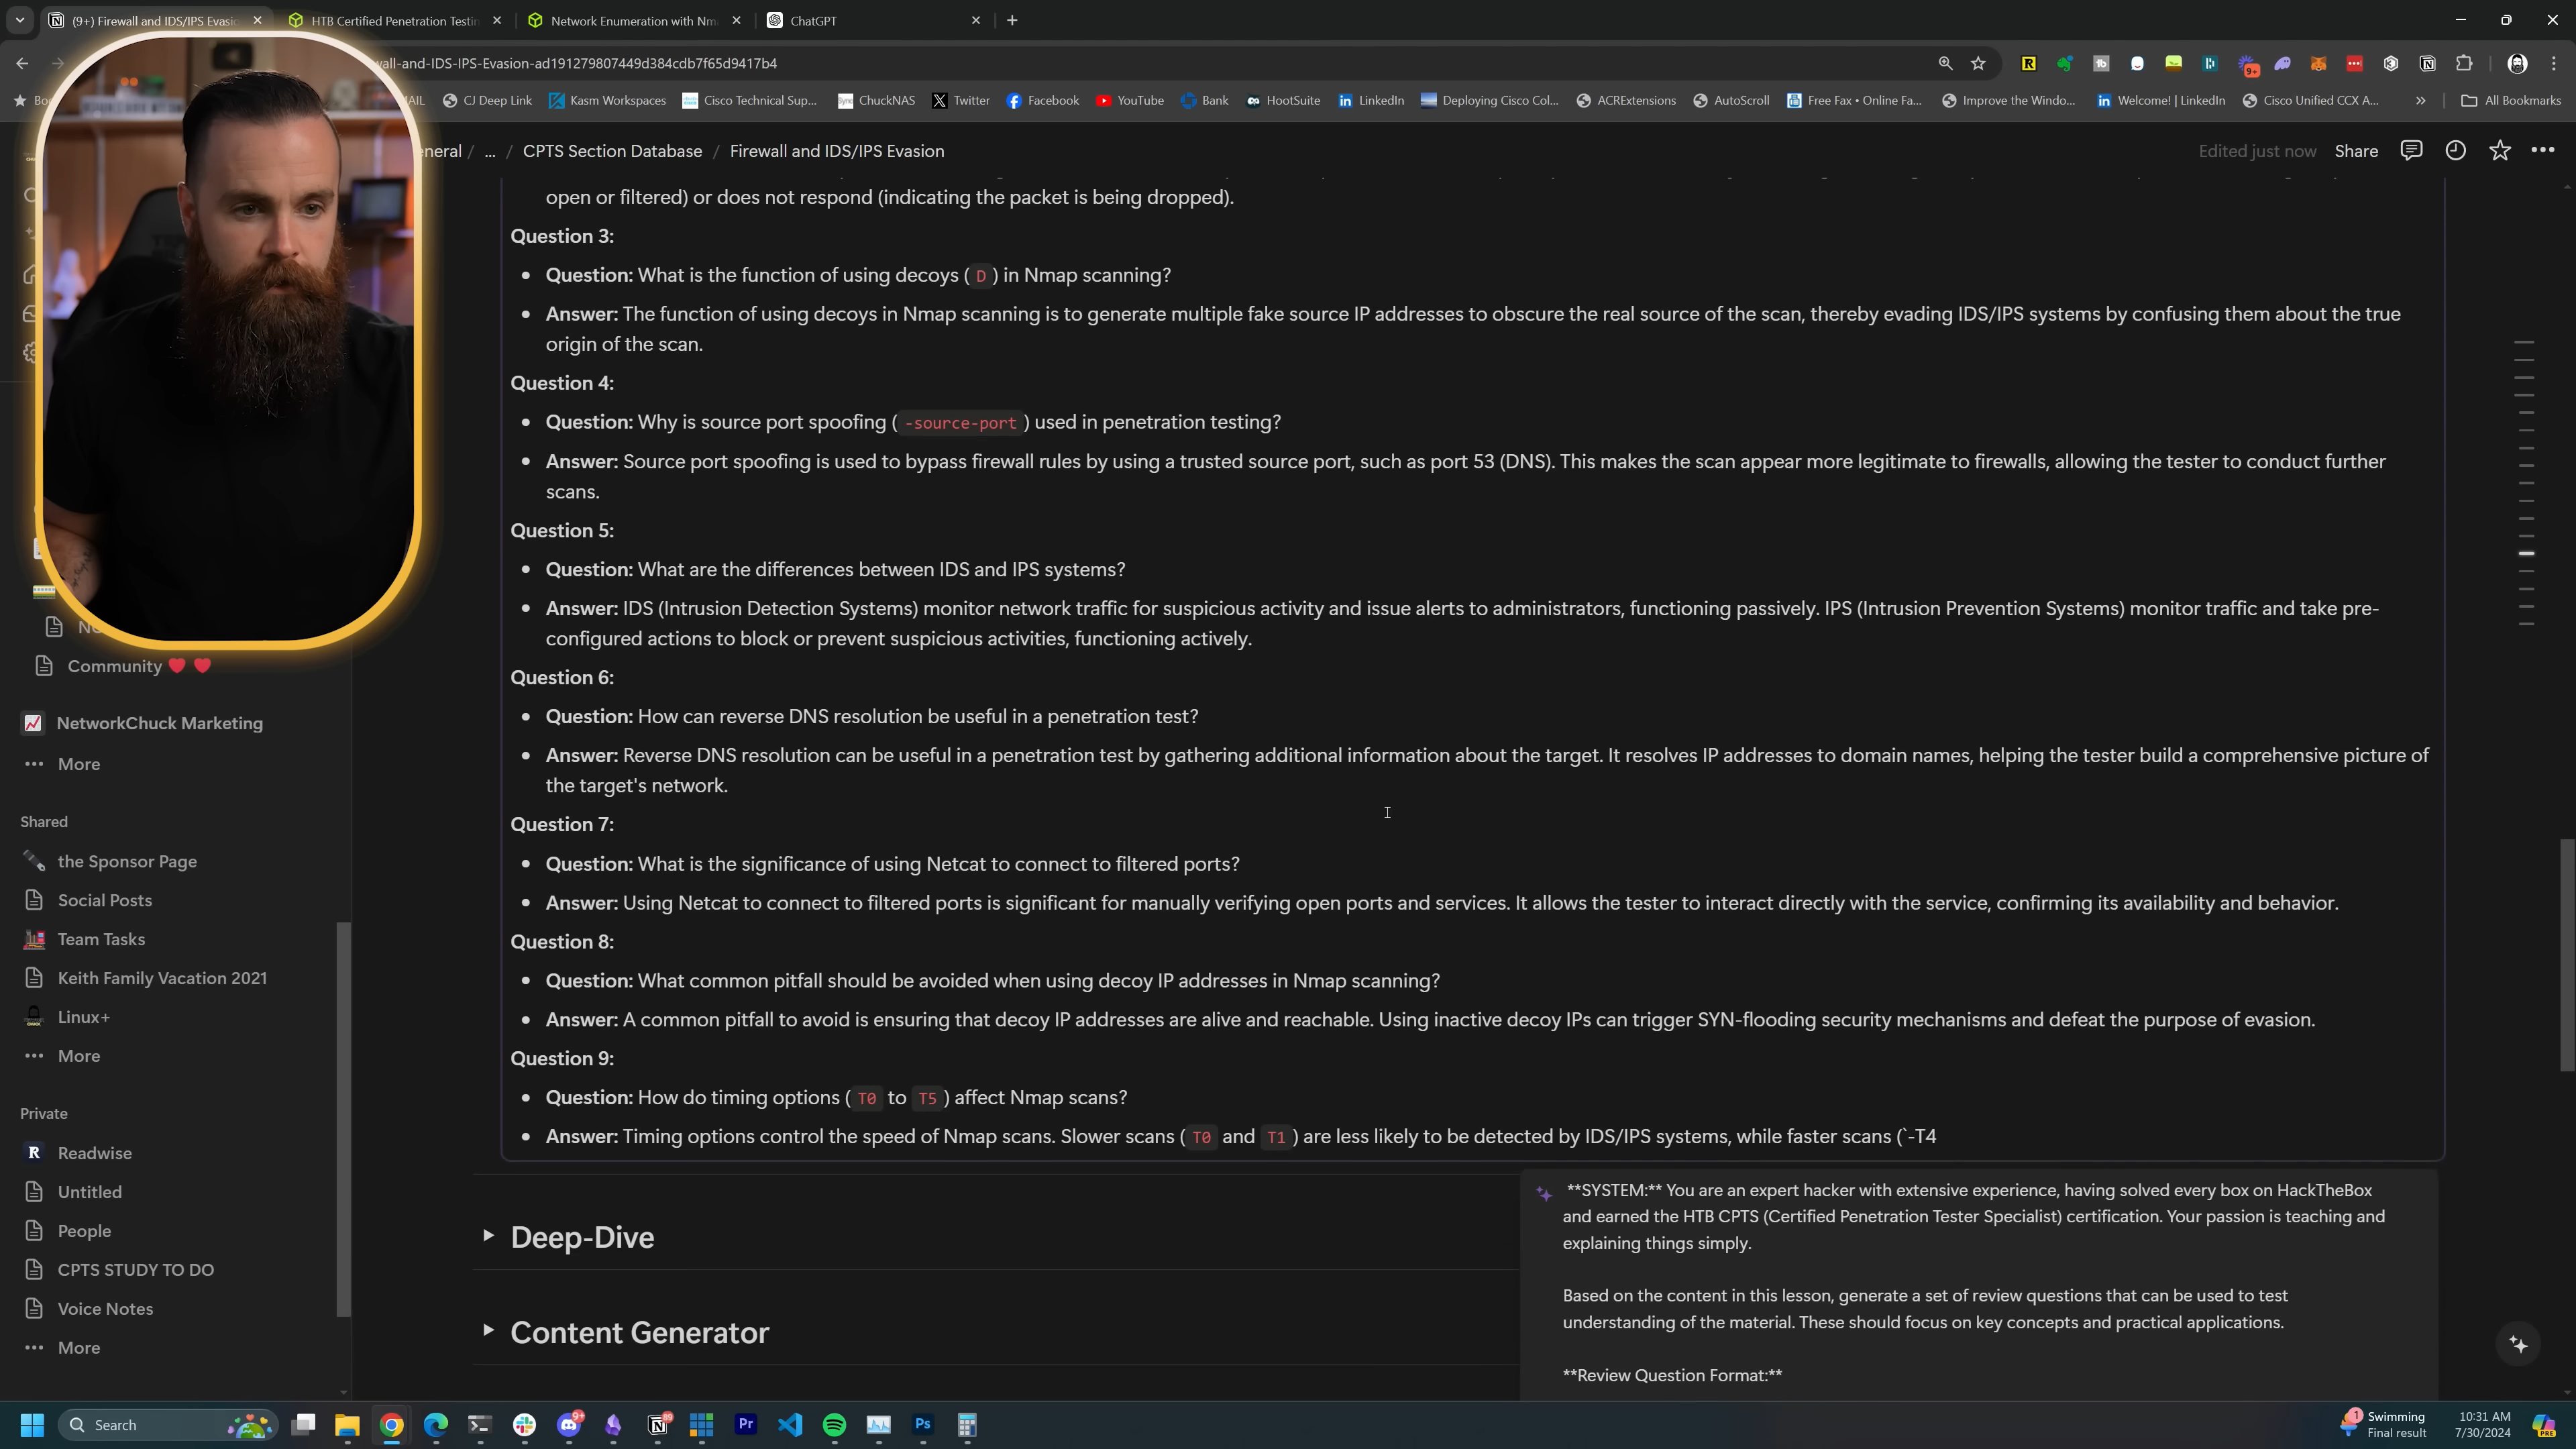 (9+) Firewall and IDS/IPS Evasio
HTB Certified Penetration Testin
Network Enumeration with Nm
ChatGPT
wall-and-IDS-IPS-Evasion-ad191279807449d384cdb7f65d9417b4
CJ Deep Link
Kasm Workspaces
Cisco Technical Sup...
ChuckNAS
Twitter
Facebook
YouTube
Bank
HootSuite
LinkedIn
Deploying Cisco Col...
ACRExtensions
AutoScroll
Free Fax • Online Fa...
Improve the Windo...
Welcome! | LinkedIn
Cisco Unified CCX A...
All Bookmarks
eneral / ... / CPTS Section Database / Firewall and IDS/IPS Evasion
Edited just now
Share
open or filtered) or does not respond (indicating the packet is being dropped).
Question 3:
Question: What is the function of using decoys ( D ) in Nmap scanning?
Answer: The function of using decoys in Nmap scanning is to generate multiple fake source IP addresses to obscure the real source of the scan, thereby evading IDS/IPS systems by confusing them about the true
origin of the scan.
Question 4:
Question: Why is source port spoofing ( -source-port ) used in penetration testing?
Answer: Source port spoofing is used to bypass firewall rules by using a trusted source port, such as port 53 (DNS). This makes the scan appear more legitimate to firewalls, allowing the tester to conduct further
scans.
Question 5:
Question: What are the differences between IDS and IPS systems?
Answer: IDS (Intrusion Detection Systems) monitor network traffic for suspicious activity and issue alerts to administrators, functioning passively. IPS (Intrusion Prevention Systems) monitor traffic and take pre-
configured actions to block or prevent suspicious activities, functioning actively.
Question 6:
Question: How can reverse DNS resolution be useful in a penetration test?
Answer: Reverse DNS resolution can be useful in a penetration test by gathering additional information about the target. It resolves IP addresses to domain names, helping the tester build a comprehensive picture of
the target's network.
Question 7:
Question: What is the significance of using Netcat to connect to filtered ports?
Answer: Using Netcat to connect to filtered ports is significant for manually verifying open ports and services. It allows the tester to interact directly with the service, confirming its availability and behavior.
Question 8:
Question: What common pitfall should be avoided when using decoy IP addresses in Nmap scanning?
Answer: A common pitfall to avoid is ensuring that decoy IP addresses are alive and reachable. Using inactive decoy IPs can trigger SYN-flooding security mechanisms and defeat the purpose of evasion.
Question 9:
Question: How do timing options ( T0 to T5 ) affect Nmap scans?
Answer: Timing options control the speed of Nmap scans. Slower scans ( T0 and T1 ) are less likely to be detected by IDS/IPS systems, while faster scans (`-T4
Deep-Dive
Content Generator
**SYSTEM:** You are an expert hacker with extensive experience, having solved every box on HackTheBox
and earned the HTB CPTS (Certified Penetration Tester Specialist) certification. Your passion is teaching and
explaining things simply.
Based on the content in this lesson, generate a set of review questions that can be used to test
understanding of the material. These should focus on key concepts and practical applications.
**Review Question Format:**
Community
NetworkChuck Marketing
More
Shared
the Sponsor Page
Social Posts
Team Tasks
Keith Family Vacation 2021
Linux+
More
Private
Readwise
Untitled
People
CPTS STUDY TO DO
Voice Notes
More
Search
Swimming
Final result
10:31 AM
7/30/2024